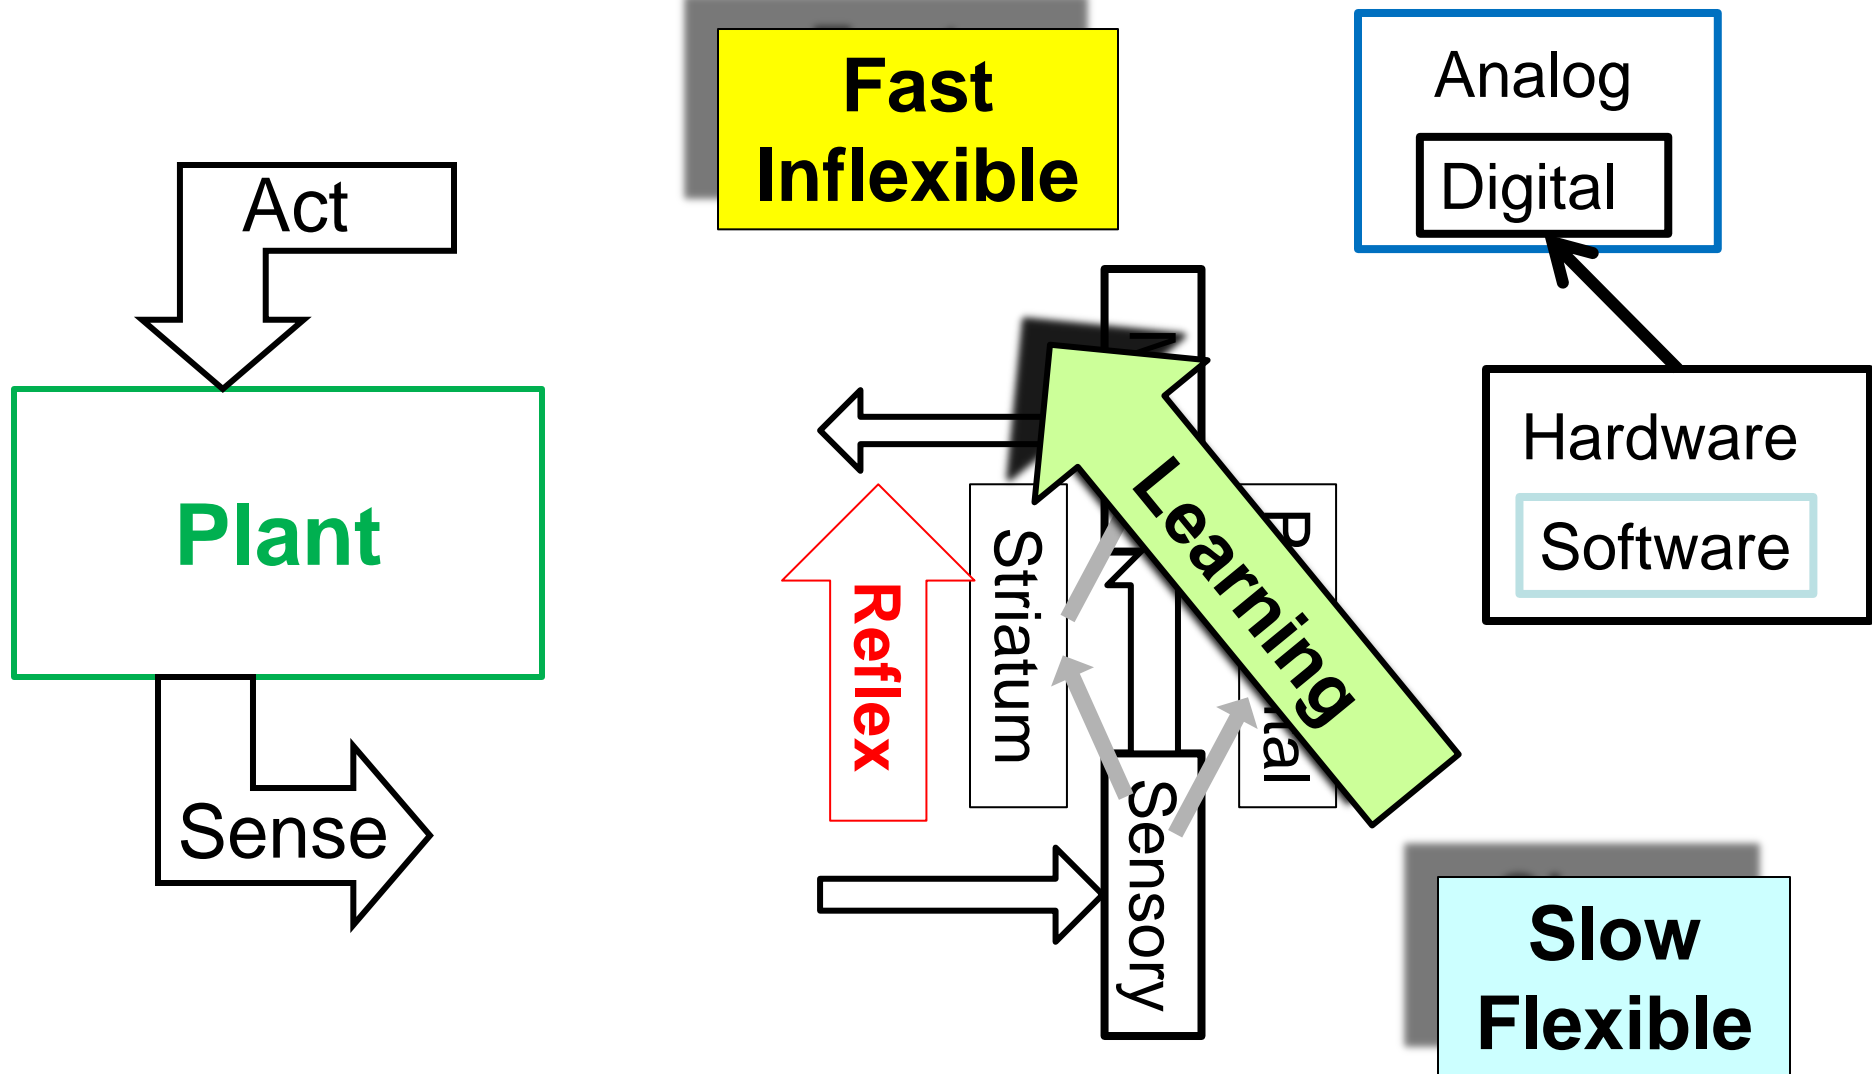 Fast
Inflexible
Analog
Digital
Act
Hardware
Software
Plant
Reflex
Striatum
Learning
Sense
Sensory
Slow
Flexible